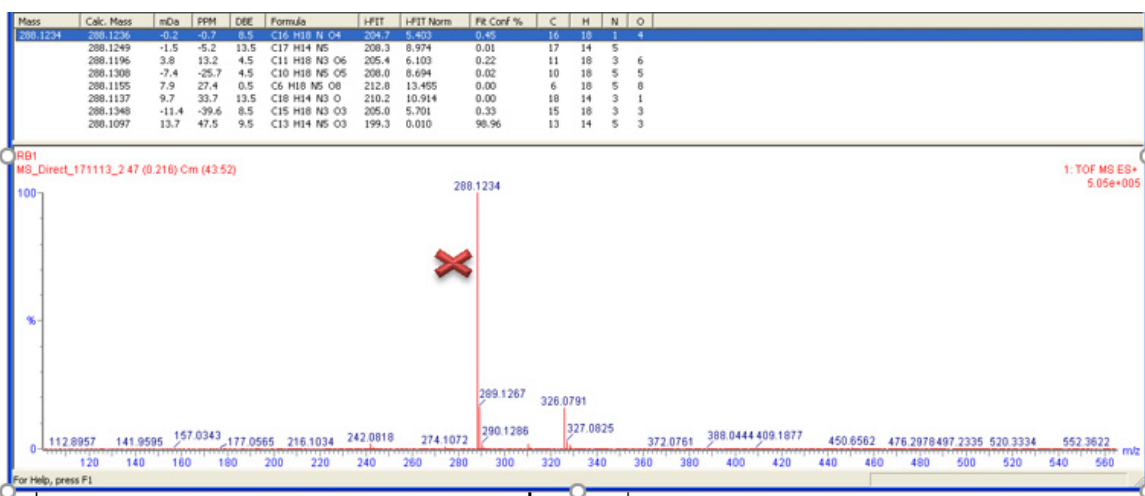 Mass Calc. Mass mDa PPM DBE Formula i-FIT i-FIT Norm Fit Conf % C H N O
288.1234 288.1236 -0.2 -0.7 8.5 C16 H18 N O4 204.7 5.403 0.45 16 18 1 4
288.1249 -1.5 -5.2 13.5 C17 H14 N5 208.3 8.974 0.01 17 14 5
288.1196 3.8 13.2 4.5 C11 H18 N3 O6 205.4 6.103 0.22 11 18 3 6
288.1308 -7.4 -25.7 4.5 C10 H18 N5 O5 208.0 8.694 0.02 10 18 5 5
288.1155 7.9 27.4 0.5 C6 H18 N5 O8 212.8 13.455 0.00 6 18 5 8
288.1137 9.7 33.7 13.5 C18 H14 N3 O 210.2 10.914 0.00 18 14 3 1
288.1348 -11.4 -39.6 8.5 C15 H18 N3 O3 205.0 5.701 0.33 15 18 3 3
288.1097 13.7 47.5 9.5 C13 H14 N5 O3 199.3 0.010 98.96 13 14 5 3
RB1
MS_Direct_171113_2 47 (0.216) Cm (43:52)
1: TOF MS ES+
5.05e+005
100
288.1234
%
289.1267
326.0791
290.1286
327.0825
0
112.8957 141.9595 157.0343 177.0565 216.1034 242.0818 274.1072 372.0761 388.0444 409.1877 450.6562 476.2978 497.2335 520.3334 552.3622
m/z
120 140 160 180 200 220 240 260 280 300 320 340 360 380 400 420 440 460 480 500 520 540 560
For Help, press F1